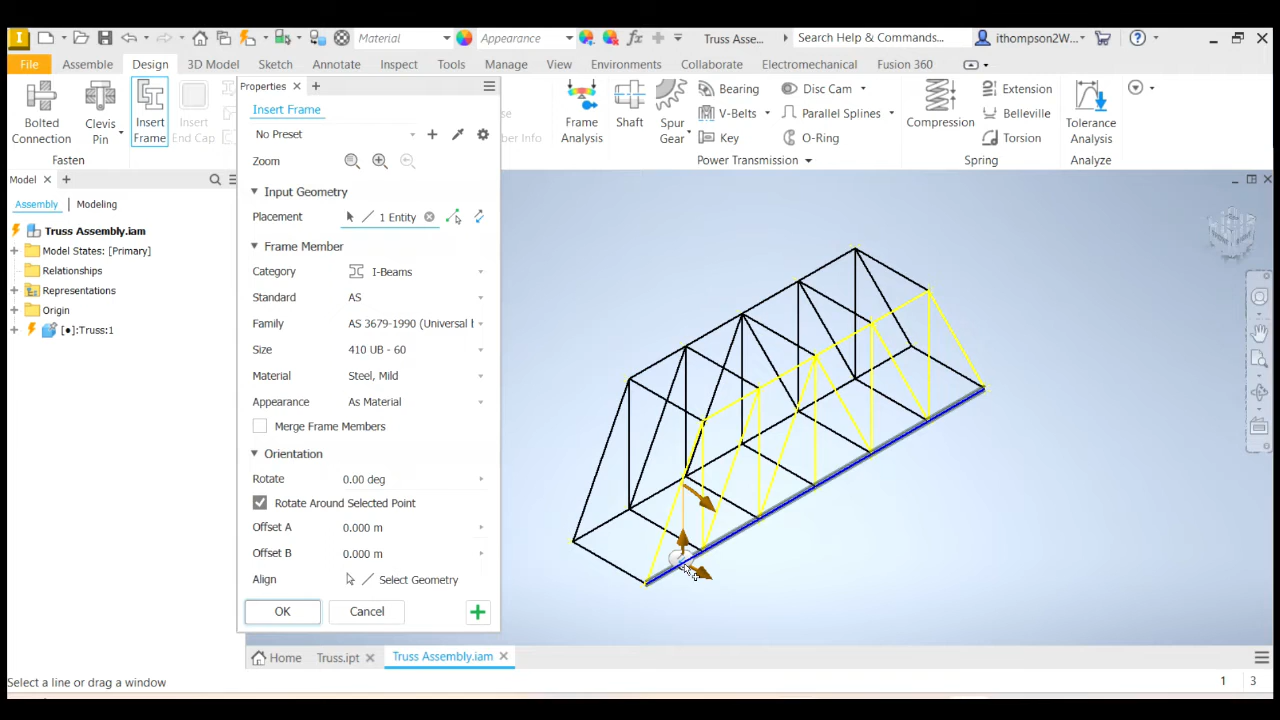 Material
Appearance
fx
Truss Asse...
Search Help & Commands...
ithompson2W...
File
Assemble
Design
3D Model
Sketch
Annotate
Inspect
Tools
Manage
View
Environments
Collaborate
Electromechanical
Fusion 360
Bolted Connection
Clevis Pin
Insert Frame
Insert End Cap
Fasten
Properties
Insert Frame
No Preset
Zoom
Input Geometry
Placement
1 Entity
Frame Member
Category
I-Beams
Standard
AS
Family
AS 3679-1990 (Universal
Size
410 UB - 60
Material
Steel, Mild
Appearance
As Material
Merge Frame Members
Orientation
Rotate
0.00 deg
Rotate Around Selected Point
Offset A
0.000 m
Offset B
0.000 m
Align
Select Geometry
OK
Cancel
Frame Analysis
Shaft
Spur Gear
Bearing
V-Belts
Key
Disc Cam
Parallel Splines
O-Ring
Power Transmission
Compression
Extension
Belleville
Torsion
Spring
Tolerance Analysis
Analyze
Model
Assembly
Modeling
Truss Assembly.iam
Model States: [Primary]
Relationships
Representations
Origin
[●]:Truss:1
Home
Truss.ipt
Truss Assembly.iam
Select a line or drag a window
1
3